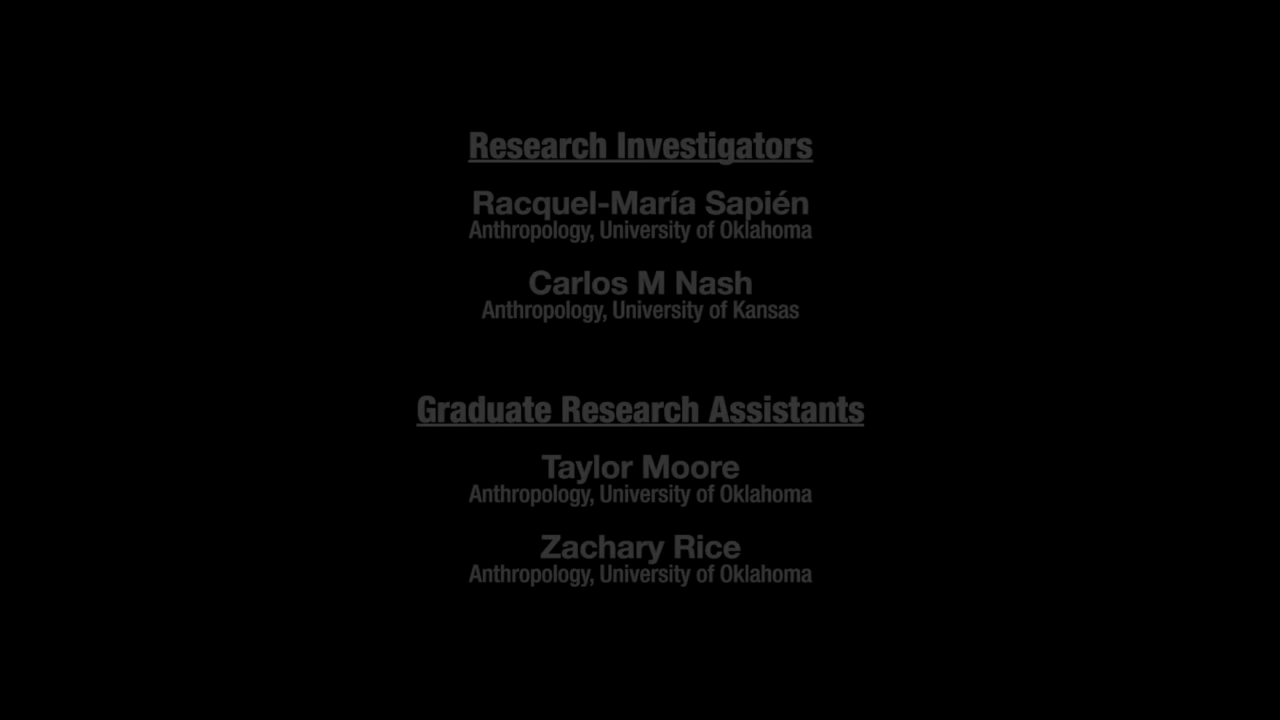 Research Investigators
Racquel-María Sapién
Anthropology, University of Oklahoma
Carlos M Nash
Anthropology, University of Kansas
Graduate Research Assistants
Taylor Moore
Anthropology, University of Oklahoma
Zachary Rice
Anthropology, University of Oklahoma